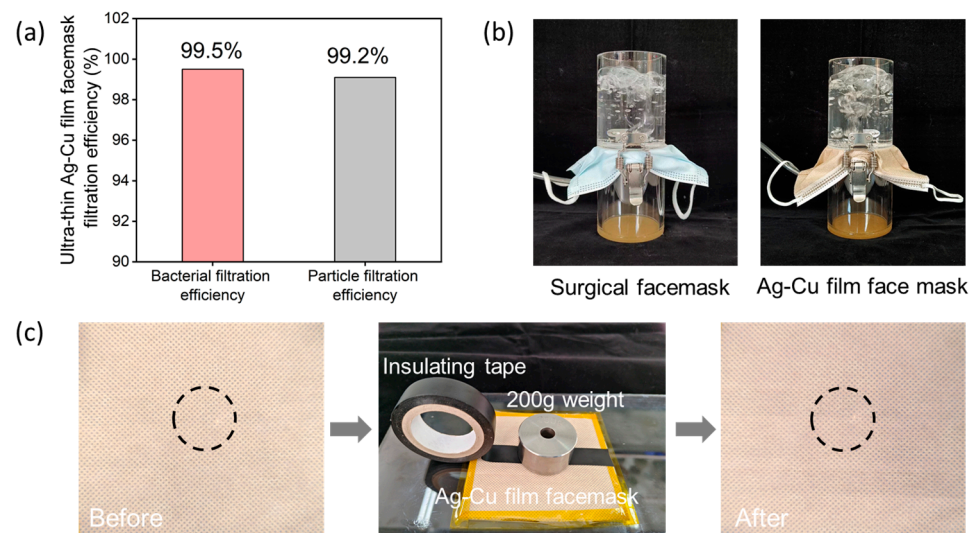 (a)
Ultra-thin Ag-Cu film facemask
filtration efficiency (%)
102
100
98
96
94
92
90
99.5%
99.2%
Bacterial filtration
efficiency
Particle filtration
efficiency
(b)
Surgical facemask
Ag-Cu film face mask
(c)
Before
Insulating tape
200g weight
Ag-Cu film facemask
After